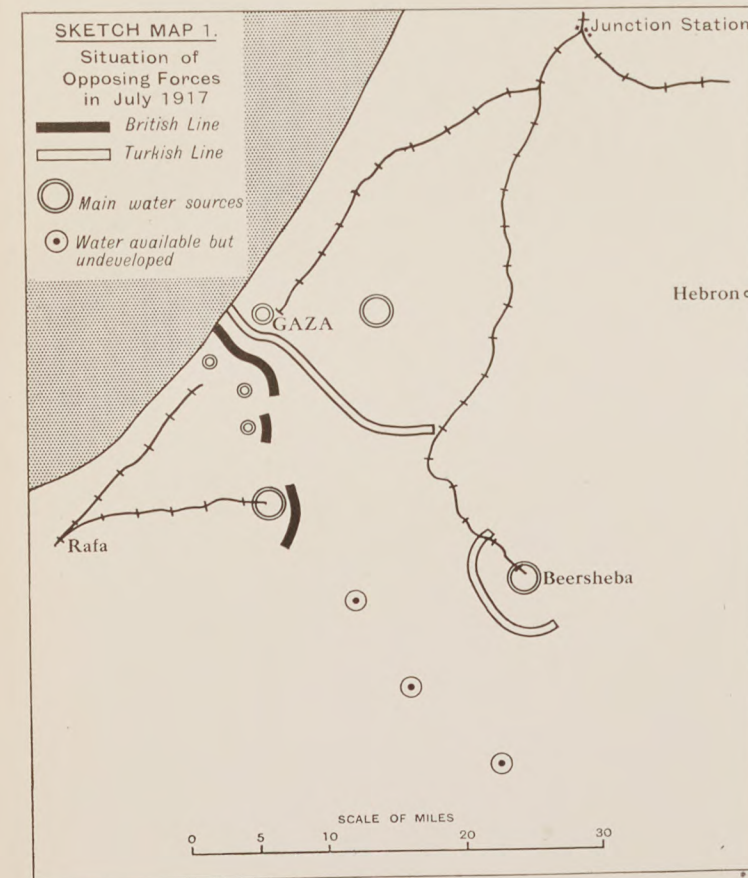 SKETCH MAP 1.
Situation of
Opposing Forces
in July 1917
British Line
Turkish Line
Main water sources
Water available but
undeveloped
Junction Station
Hebron
GAZA
Rafa
Beersheba
SCALE OF MILES
0 5 10 20 30